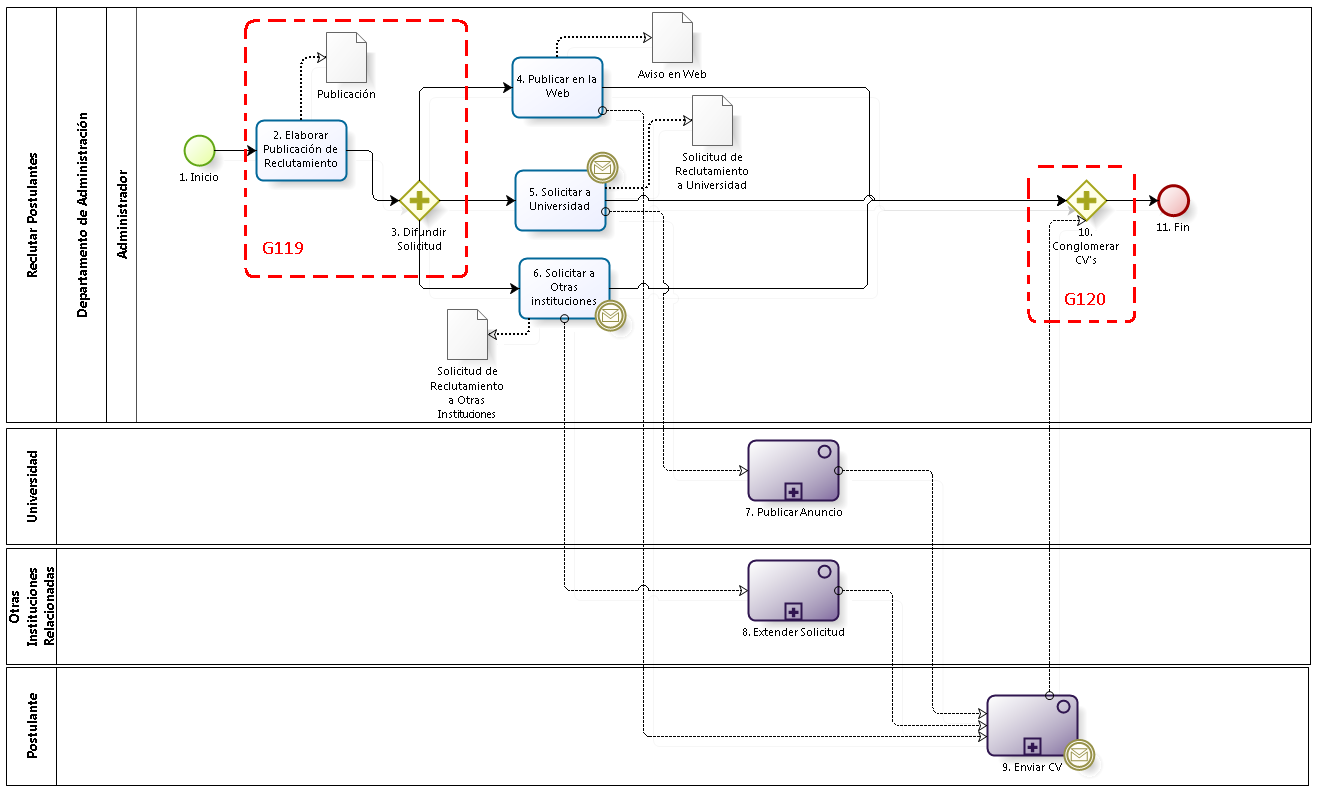 Reclutar Postulantes
Departamento de Administración
Administrador
1. Inicio
2. Elaborar
Publicación de
Reclutamiento
Publicación
G119
3. Difundir
Solicitud
4. Publicar en la
Web
Aviso en Web
5. Solicitar a
Universidad
Solicitud de
Reclutamiento
a Universidad
6. Solicitar a
Otras
instituciones
Solicitud de
Reclutamiento
a Otras
Instituciones
10.
Conglomerar
CV's
G120
11. Fin
Universidad
7. Publicar Anuncio
Otras
Instituciones
Relacionadas
8. Extender Solicitud
Postulante
9. Enviar CV